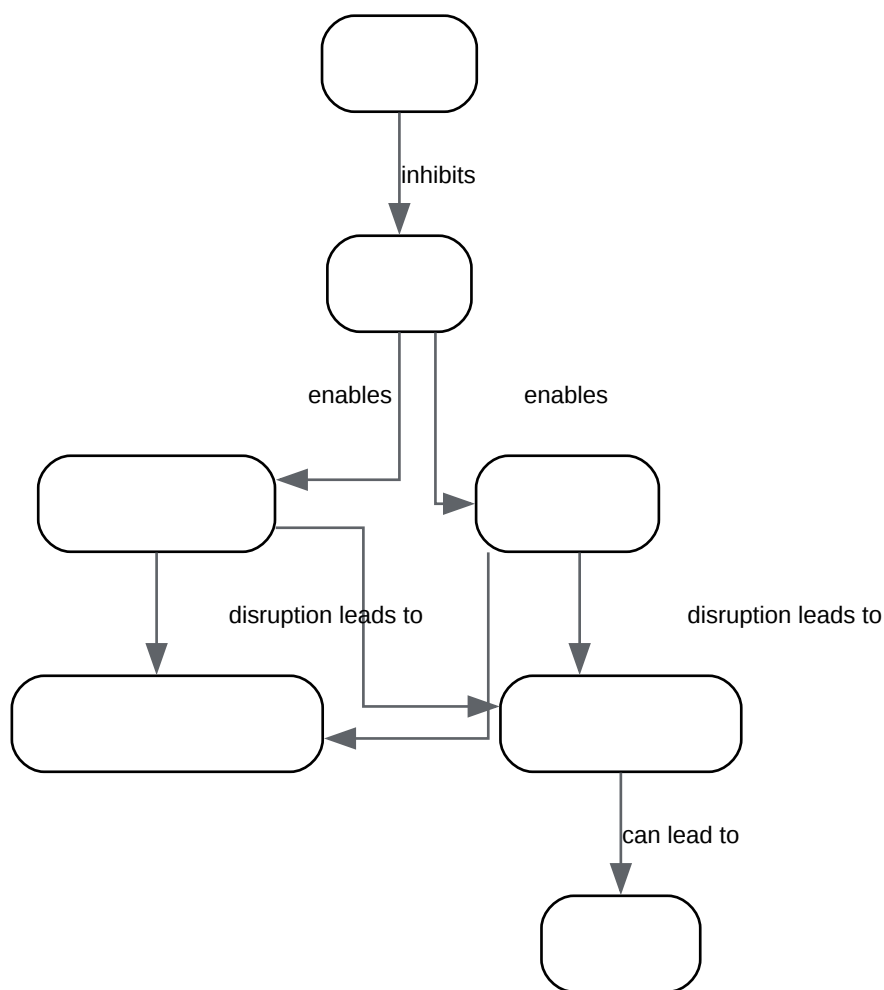 inhibits
enables
enables
disruption leads to
disruption leads to
can lead to